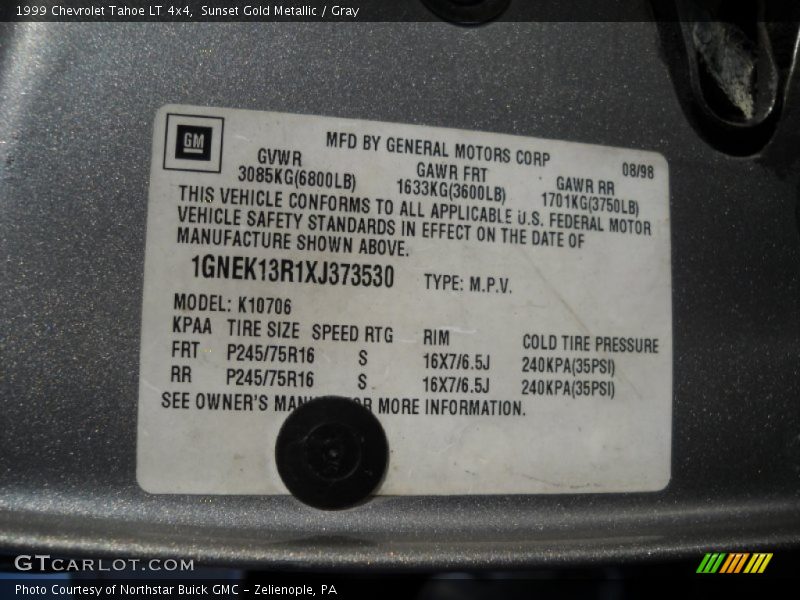 1999 Chevrolet Tahoe LT 4x4, Sunset Gold Metallic / Gray
GM
MFD BY GENERAL MOTORS CORP 08/98
GVWR GAWR FRT GAWR RR
3085KG(6800LB) 1633KG(3600LB) 1701KG(3750LB)
THIS VEHICLE CONFORMS TO ALL APPLICABLE U.S. FEDERAL MOTOR
VEHICLE SAFETY STANDARDS IN EFFECT ON THE DATE OF
MANUFACTURE SHOWN ABOVE.
1GNEK13R1XJ373530 TYPE: M.P.V.
MODEL: K10706
KPAA TIRE SIZE SPEED RTG RIM COLD TIRE PRESSURE
FRT P245/75R16 S 16X7/6.5J 240KPA(35PSI)
RR P245/75R16 S 16X7/6.5J 240KPA(35PSI)
SEE OWNER'S MORE INFORMATION.
GTCARLOT.COM
Photo Courtesy of Northstar Buick GMC - Zelienople, PA